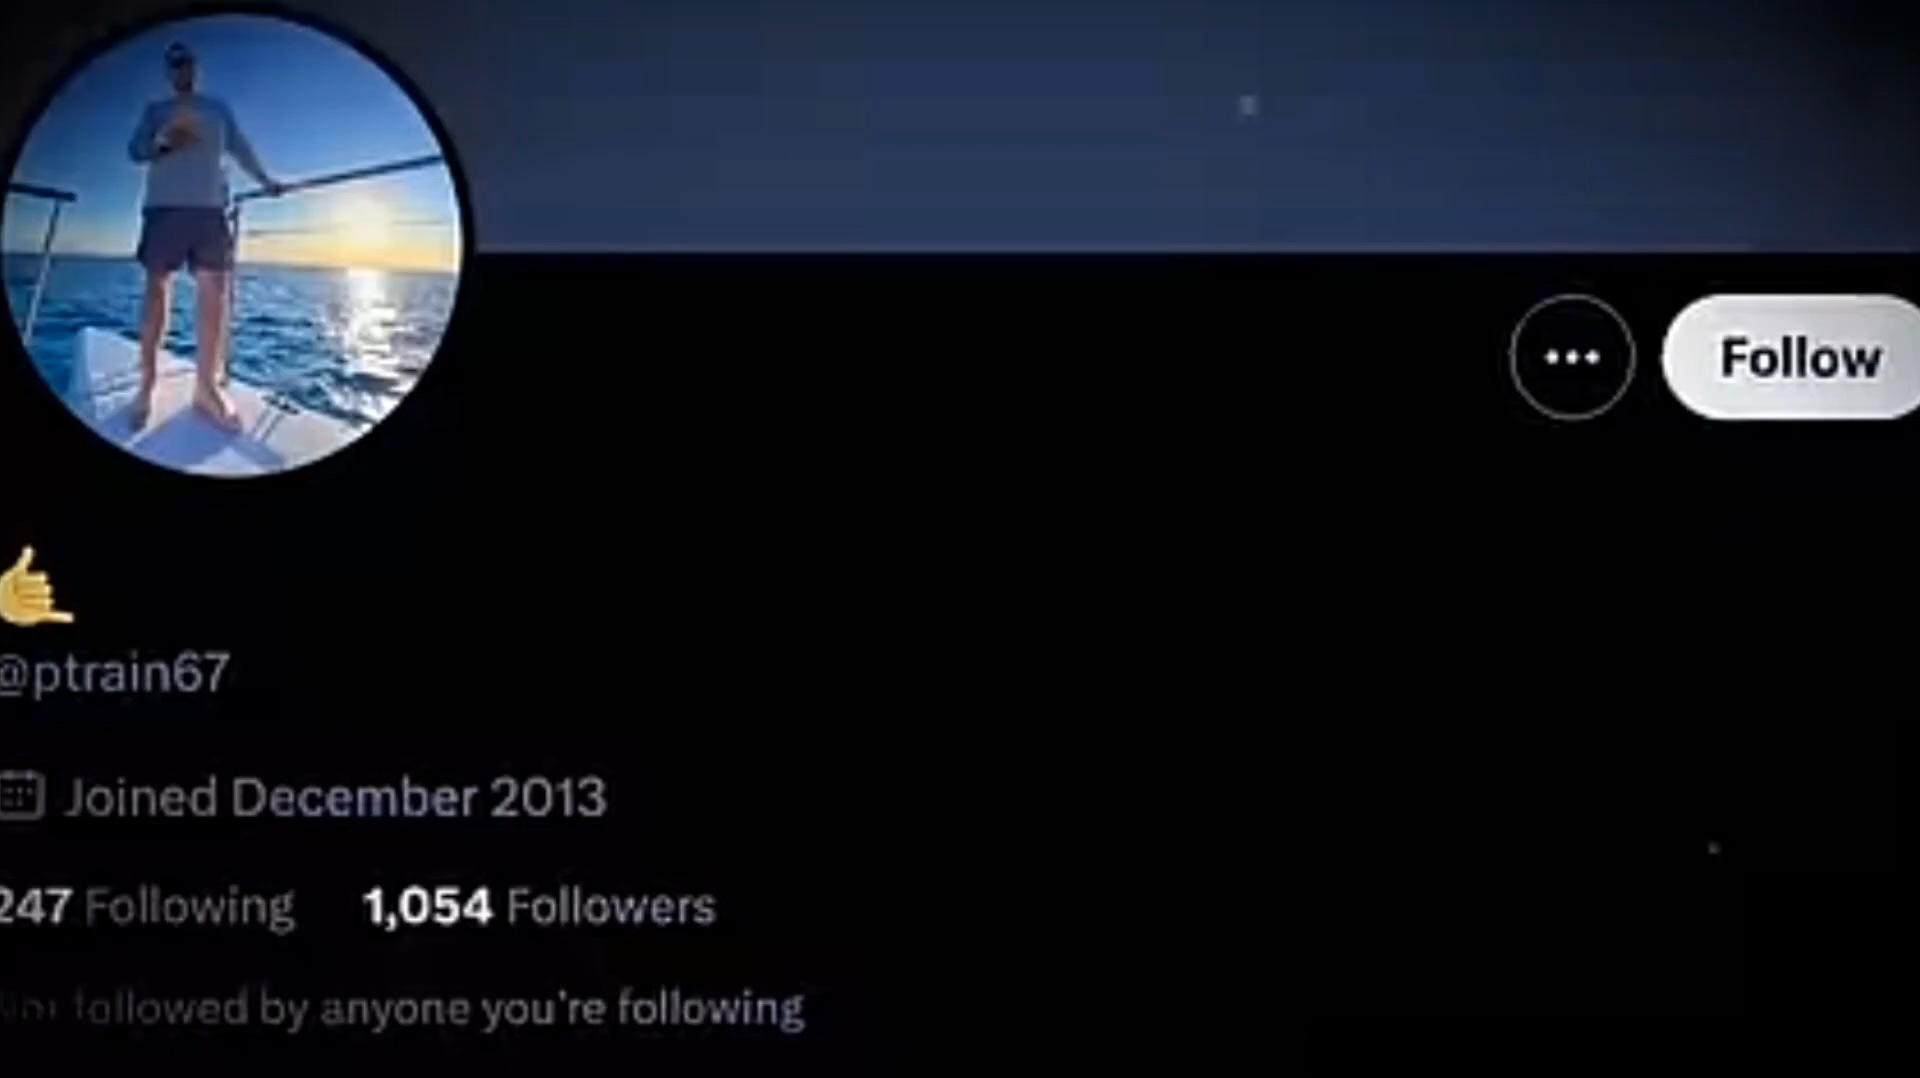 Follow
🤙
@ptrain67
Joined December 2013
247 Following 1,054 Followers
followed by anyone you're following